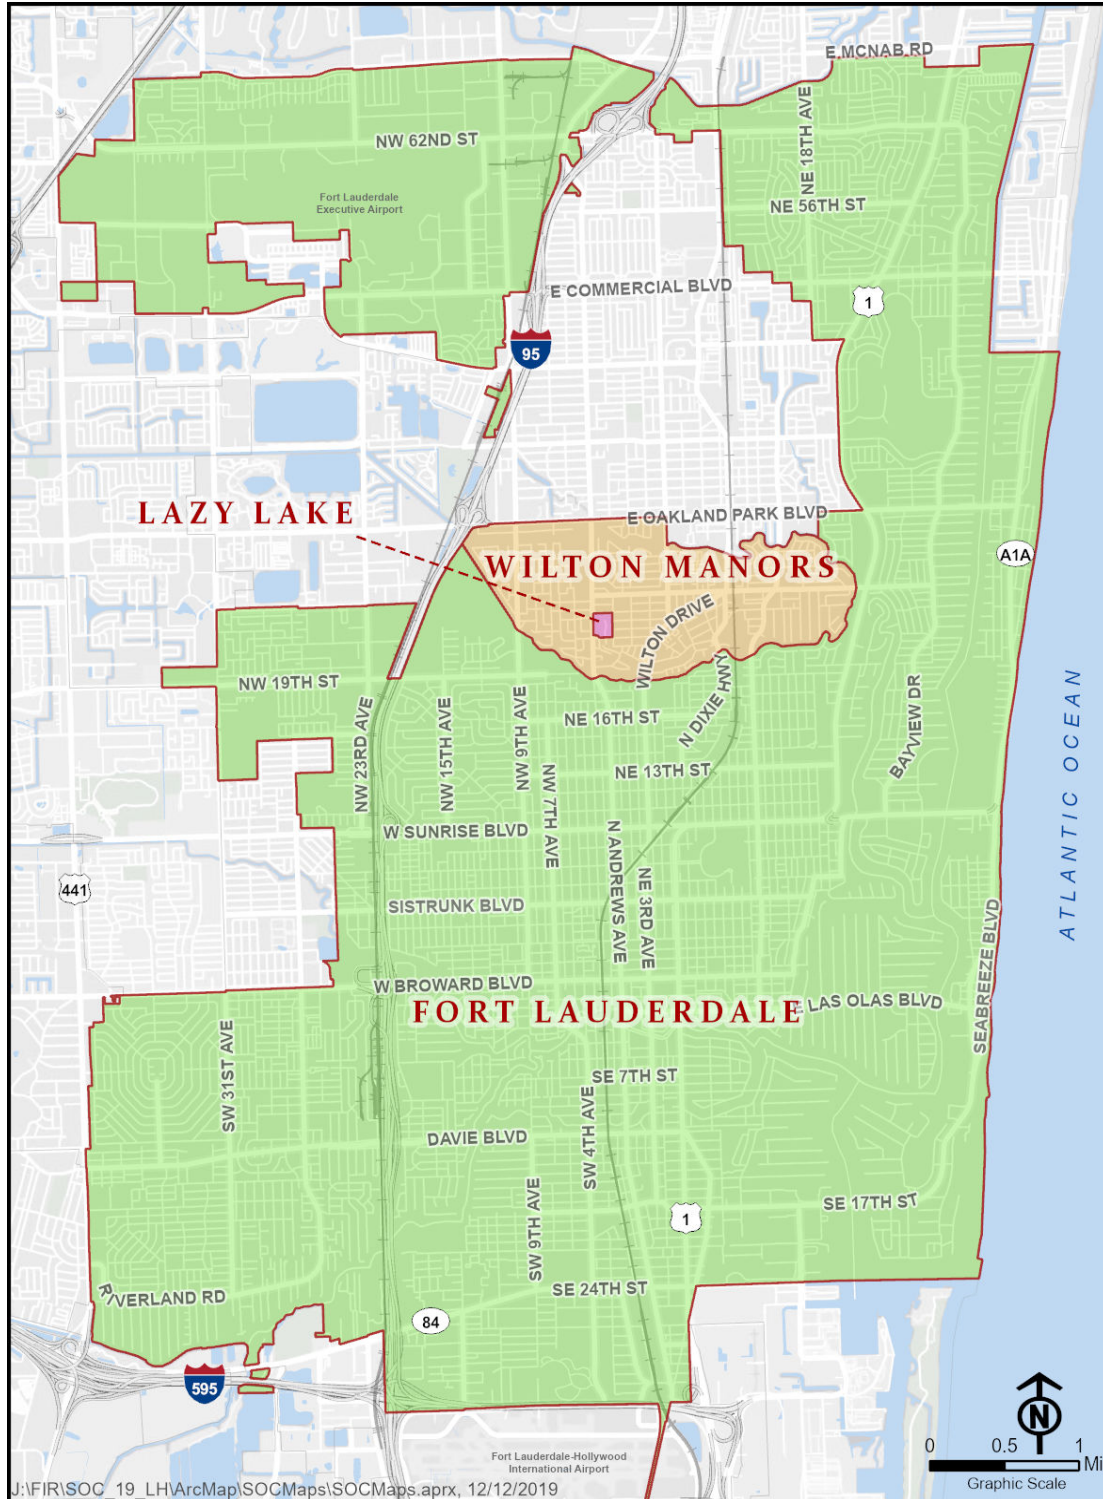 E MCNAB RD
NW 62ND ST
NE 18TH AVE
Fort Lauderdale
Executive Airport
NE 56TH ST
E COMMERCIAL BLVD
1
95
LAZY LAKE
E OAKLAND PARK BLVD
WILTON MANORS
A1A
WILTON DRIVE
NW 19TH ST
N DIXIE HWY
BAYVIEW DR
NW 23RD AVE
NW 15TH AVE
NW 9TH AVE
NE 16TH ST
NE 13TH ST
NW 7TH AVE
W SUNRISE BLVD
N ANDREWS AVE
NE 3RD AVE
441
SISTRUNK BLVD
ATLANTIC OCEAN
SEABREEZE BLVD
W BROWARD BLVD
FORT LAUDERDALE
E LAS OLAS BLVD
SW 31ST AVE
SE 7TH ST
DAVIE BLVD
SW 4TH AVE
SW 9TH AVE
SE 17TH ST
1
RIVERLAND RD
SE 24TH ST
84
595
Fort Lauderdale-Hollywood
International Airport
N
0 0.5 1
Mi
Graphic Scale
J:\FIR\SOC_19_LH\ArcMap\SOCMaps\SOCMaps.aprx, 12/12/2019